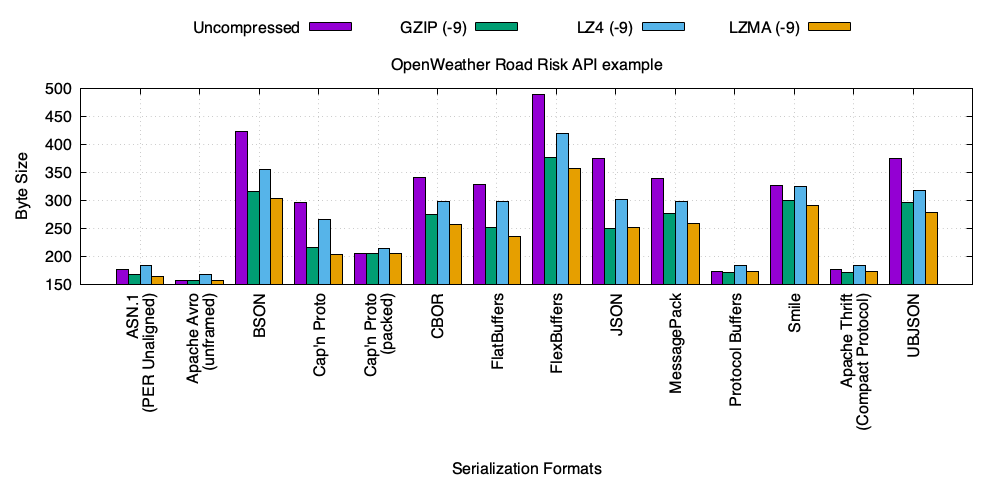 Uncompressed GZIP (-9) LZ4 (-9) LZMA (-9)
OpenWeather Road Risk API example
Byte Size
500
450
400
350
300
250
200
150
ASN.1
(PER Unaligned)
Apache Avro
(unframed)
BSON
Cap'n Proto
Cap'n Proto
(packed)
CBOR
FlatBuffers
FlexBuffers
JSON
MessagePack
Protocol Buffers
Smile
Apache Thrift
(Compact Protocol)
UBJSON
Serialization Formats